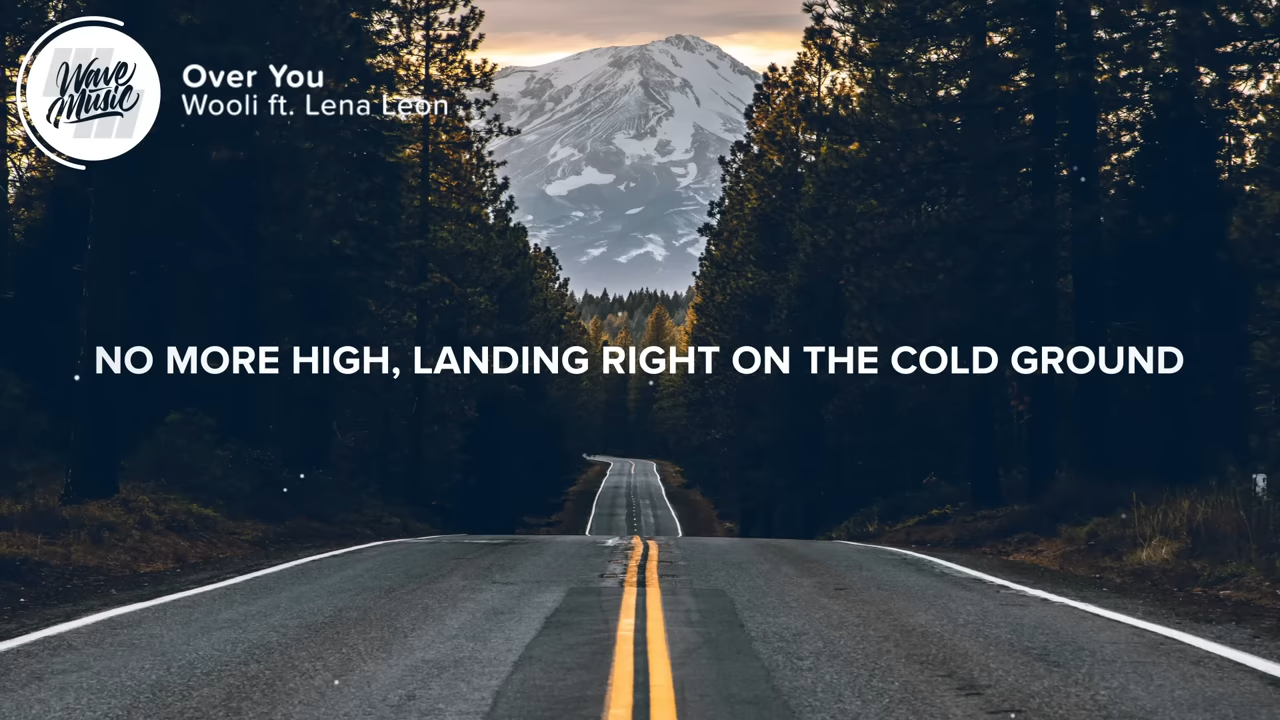 Wave
Music
Over You
Wooli ft. Lena Leon
NO MORE HIGH, LANDING RIGHT ON THE COLD GROUND